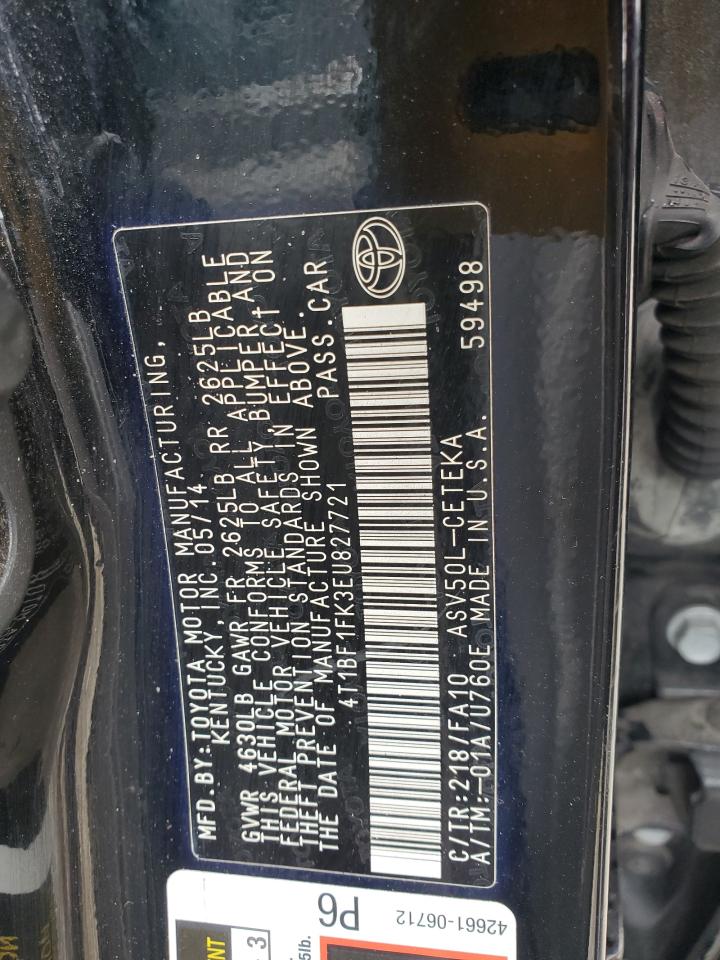 MFD.BY:TOYOTA MOTOR MANUFACTURING,
KENTUCKY, INC.05/14
GVWR 4630LB GAWR FR 2625LB RR 2625LB
THIS VEHICLE CONFORMS TO ALL APPLICABLE
FEDERAL MOTOR VEHICLE SAFETY,BUMPER,AND
THEFT PREVENTION STANDARDS IN EFFECT ON
THE DATE OF MANUFACTURE SHOWN ABOVE.
4T1BF1FK3EU827721 PASS.CAR
C/TR:218/FA10 ASV50L-CETEKA
A/TM:-01A/U760E MADE IN U.S.A. 59498
P6
42661-06712
3
5lb.